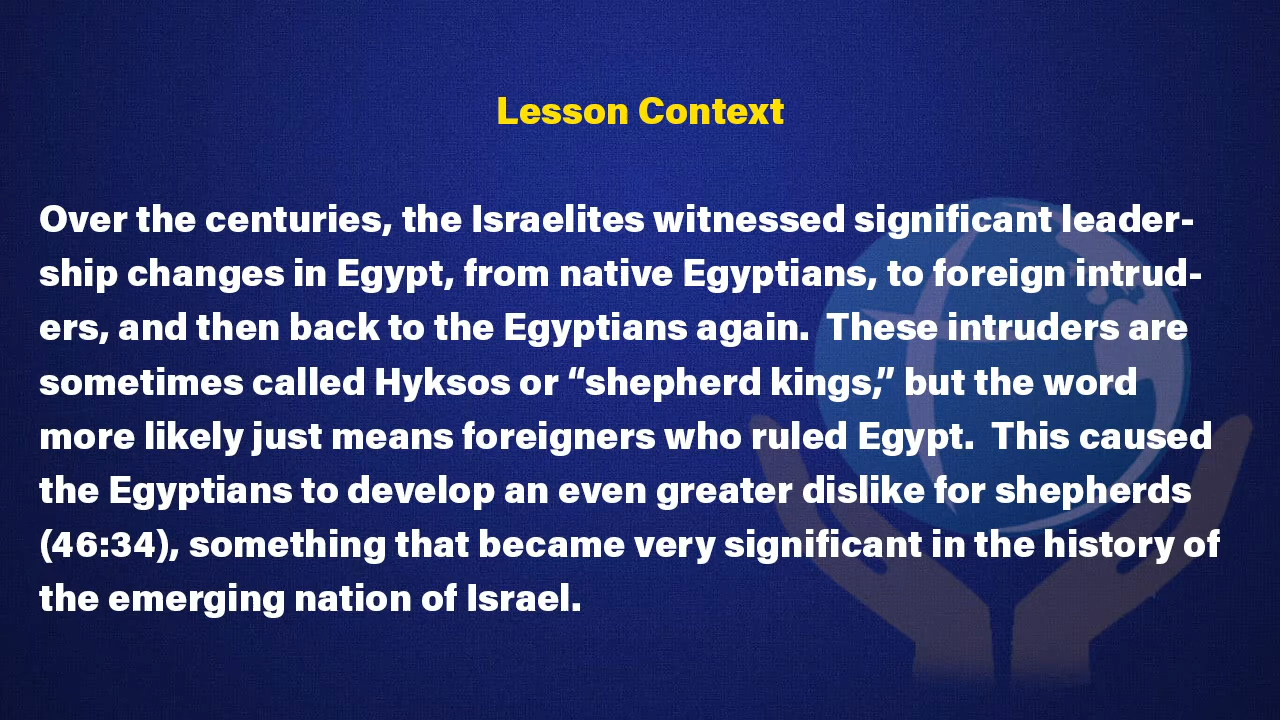 Lesson Context
Over the centuries, the Israelites witnessed significant leader-
ship changes in Egypt, from native Egyptians, to foreign intrud-
ers, and then back to the Egyptians again.  These intruders are
sometimes called Hyksos or “shepherd kings,” but the word
more likely just means foreigners who ruled Egypt.  This caused
the Egyptians to develop an even greater dislike for shepherds
(46:34), something that became very significant in the history of
the emerging nation of Israel.